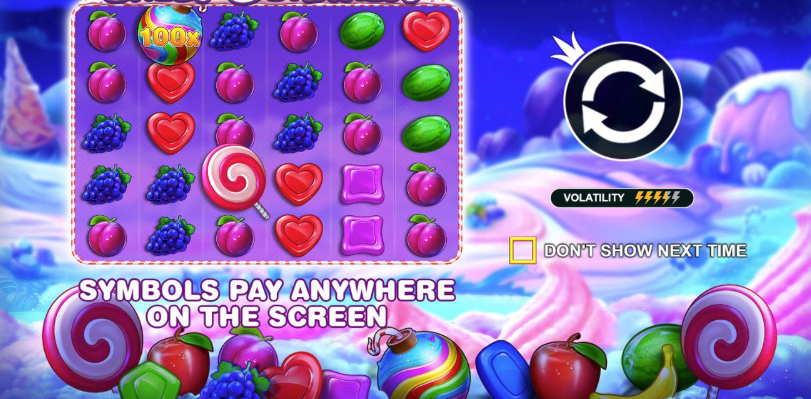 100x
VOLATILITY
DON'T SHOW NEXT TIME
SYMBOLS PAY ANYWHERE
ON THE SCREEN